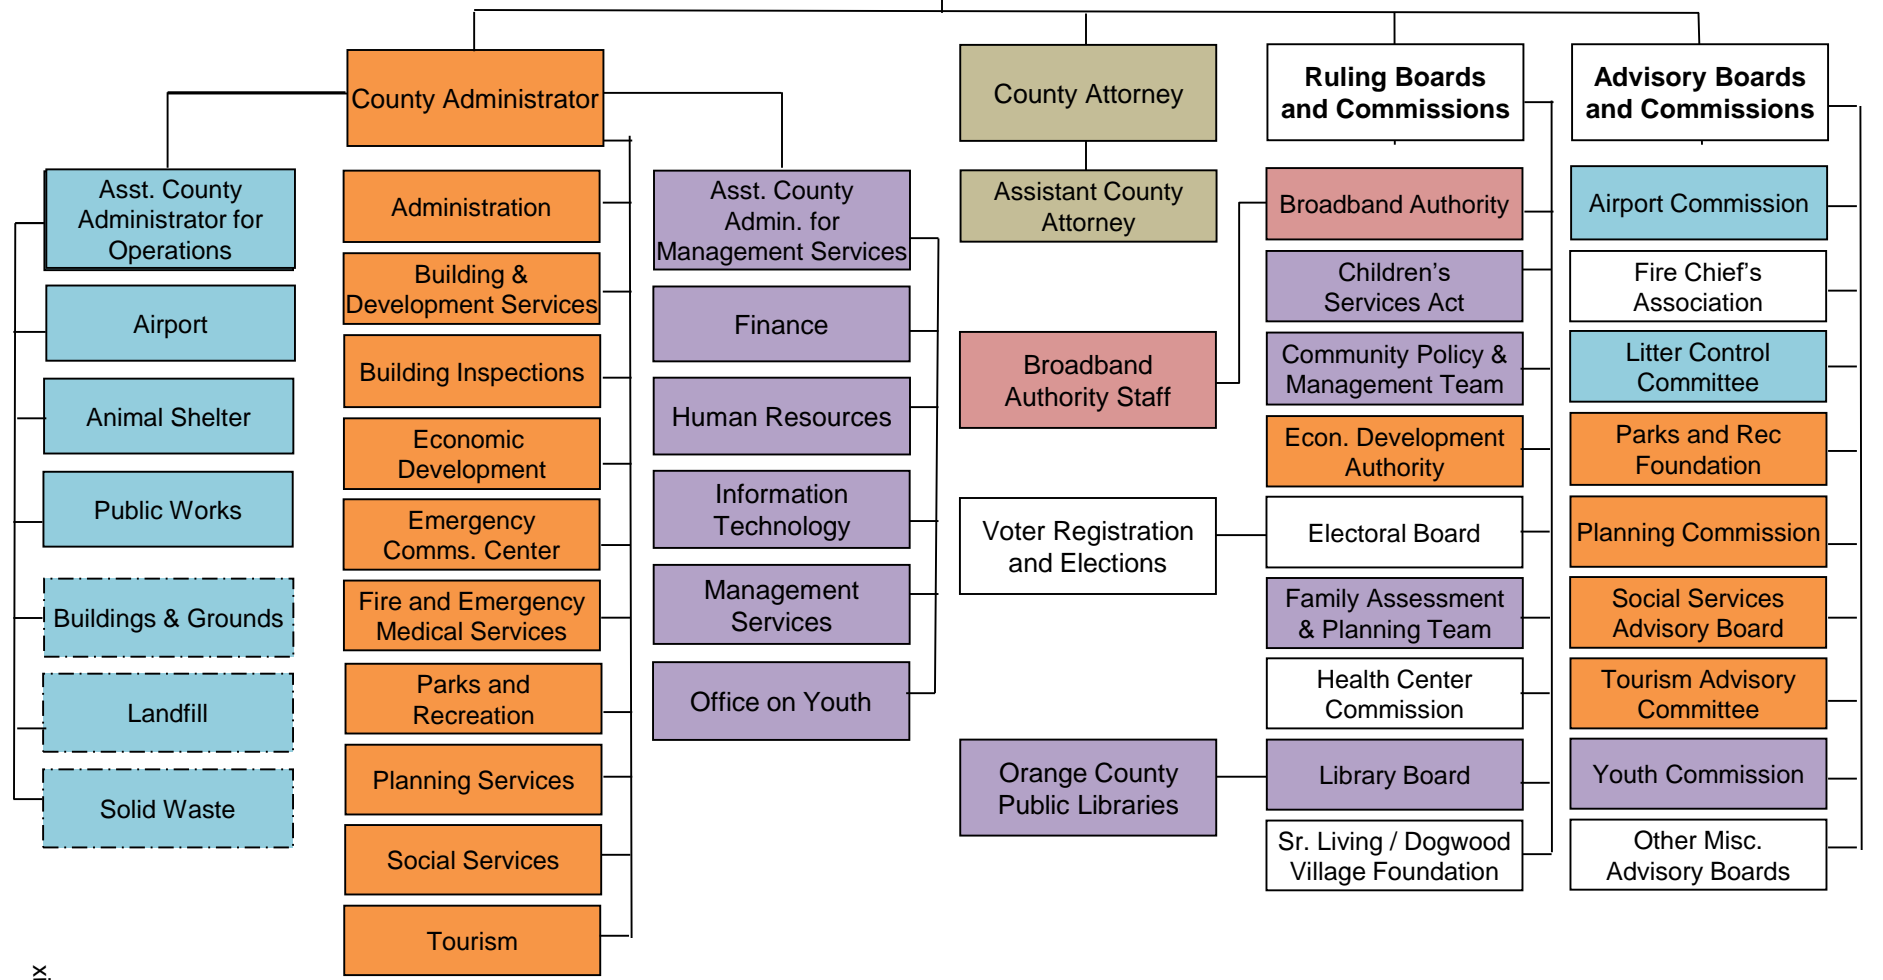 County Administrator
County Attorney
Ruling Boards
and Commissions
Advisory Boards
and Commissions
Asst. County
Administrator for
Operations
Airport
Animal Shelter
Public Works
Buildings & Grounds
Landfill
Solid Waste
Administration
Building &
Development Services
Building Inspections
Economic
Development
Emergency
Comms. Center
Fire and Emergency
Medical Services
Parks and
Recreation
Planning Services
Social Services
Tourism
Asst. County
Admin. for
Management Services
Finance
Human Resources
Information
Technology
Management
Services
Office on Youth
Assistant County
Attorney
Broadband
Authority Staff
Voter Registration
and Elections
Orange County
Public Libraries
Broadband Authority
Children's
Services Act
Community Policy &
Management Team
Econ. Development
Authority
Electoral Board
Family Assessment
& Planning Team
Health Center
Commission
Library Board
Sr. Living / Dogwood
Village Foundation
Airport Commission
Fire Chief's
Association
Litter Control
Committee
Parks and Rec
Foundation
Planning Commission
Social Services
Advisory Board
Tourism Advisory
Committee
Youth Commission
Other Misc.
Advisory Boards